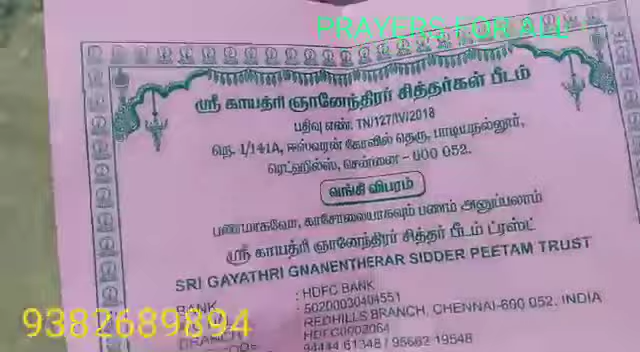 PRAYERS FOR ALL
ஸ்ரீ காயத்ரி ஞானேந்திரர் சித்தர்கள் பீடம்
பதிவு எண். TN/127/IV/2018
நெ. 1/141A, ஈஸ்வரன் கோவில் தெரு, பாடியநல்லூர்,
ரெட்ஹில்ஸ், சென்னை - 600 052.
வங்கி விபரம்
பணமாகவோ, காசோலையாகவும் பணம் அனுப்பலாம்
ஸ்ரீ காயத்ரி ஞானேந்திரர் சித்தர் பீடம் ட்ரஸ்ட்
SRI GAYATHRI GNANENTHERAR SIDDER PEETAM TRUST
BANK : HDFC BANK
: 50200030404551
BRANCH : REDHILLS BRANCH, CHENNAI-600 052. INDIA
: HDFC0002064
: 94444 61348 / 95662 19548
9382689894